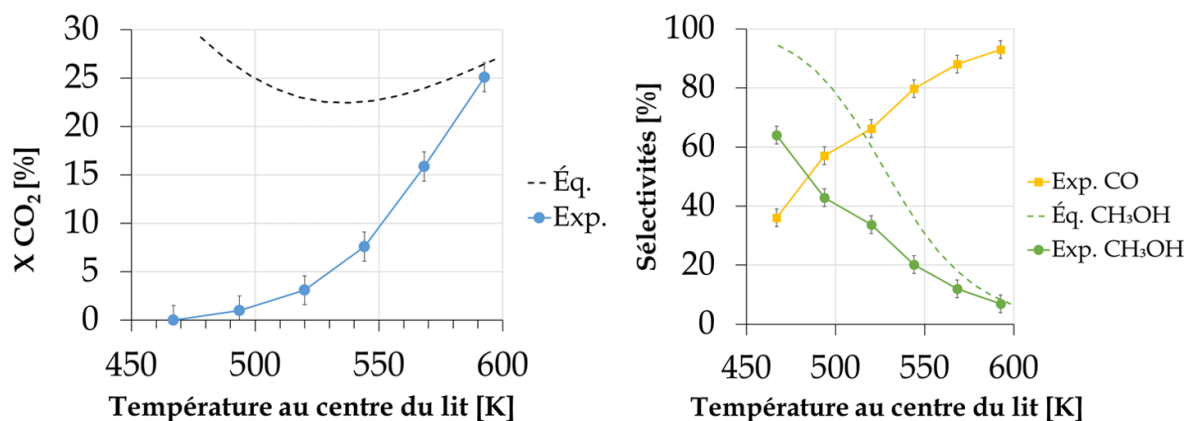 X CO₂ [%]
30
25
20
15
10
5
0
450 500 550 600
Température au centre du lit [K]
Éq.
Exp.
Sélectivités [%]
100
80
60
40
20
0
450 500 550 600
Température au centre du lit [K]
Exp. CO
Éq. CH₃OH
Exp. CH₃OH